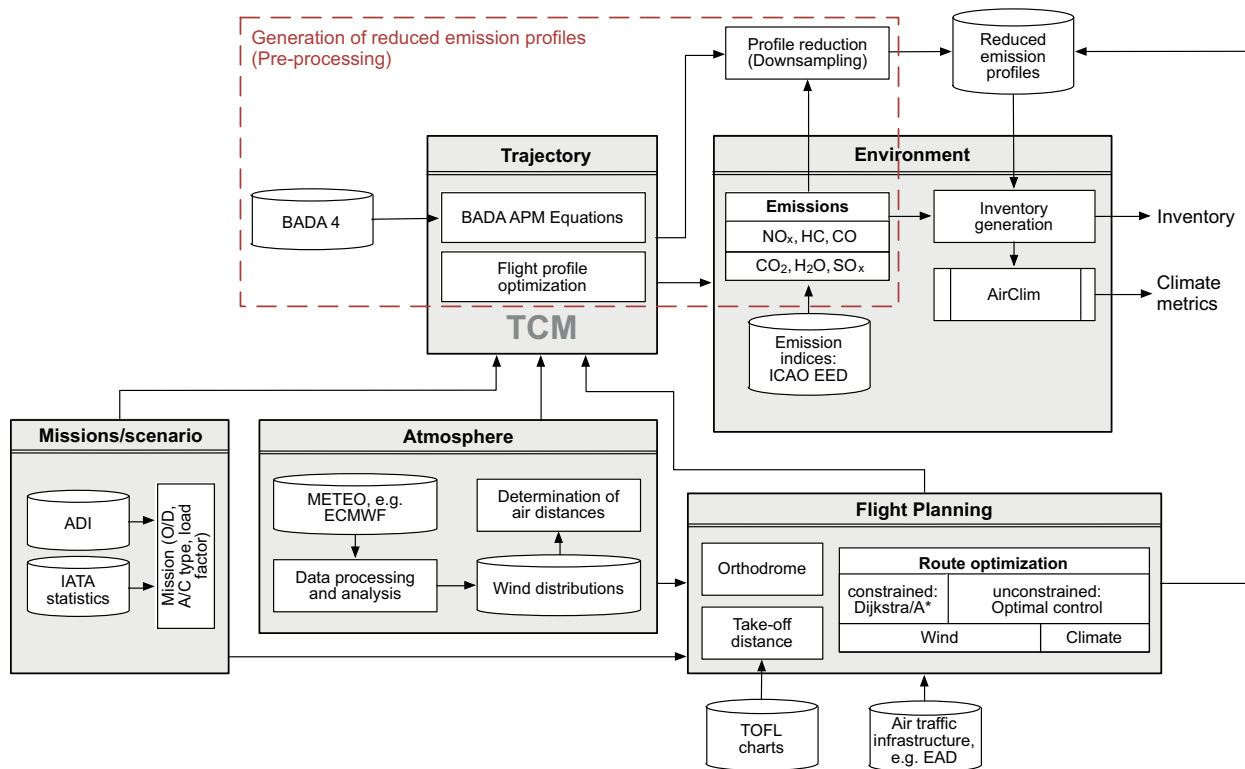 Generation of reduced emission profiles
(Pre-processing)
Profile reduction
(Downsampling)
Reduced
emission
profiles
Trajectory
BADA 4
BADA APM Equations
Flight profile
optimization
TCM
Environment
Emissions
NOₓ, HC, CO
CO₂, H₂O, SOₓ
Inventory
generation
Inventory
AirClim
Climate
metrics
Emission
indices:
ICAO EED
Missions/scenario
ADI
IATA
statistics
Mission (O/D,
A/C type, load
factor)
Atmosphere
METEO, e.g.
ECMWF
Determination of
air distances
Data processing
and analysis
Wind distributions
Flight Planning
Orthodrome
Take-off
distance
Route optimization
constrained:
Dijkstra/A*
unconstrained:
Optimal control
Wind
Climate
TOFL
charts
Air traffic
infrastructure,
e.g. EAD